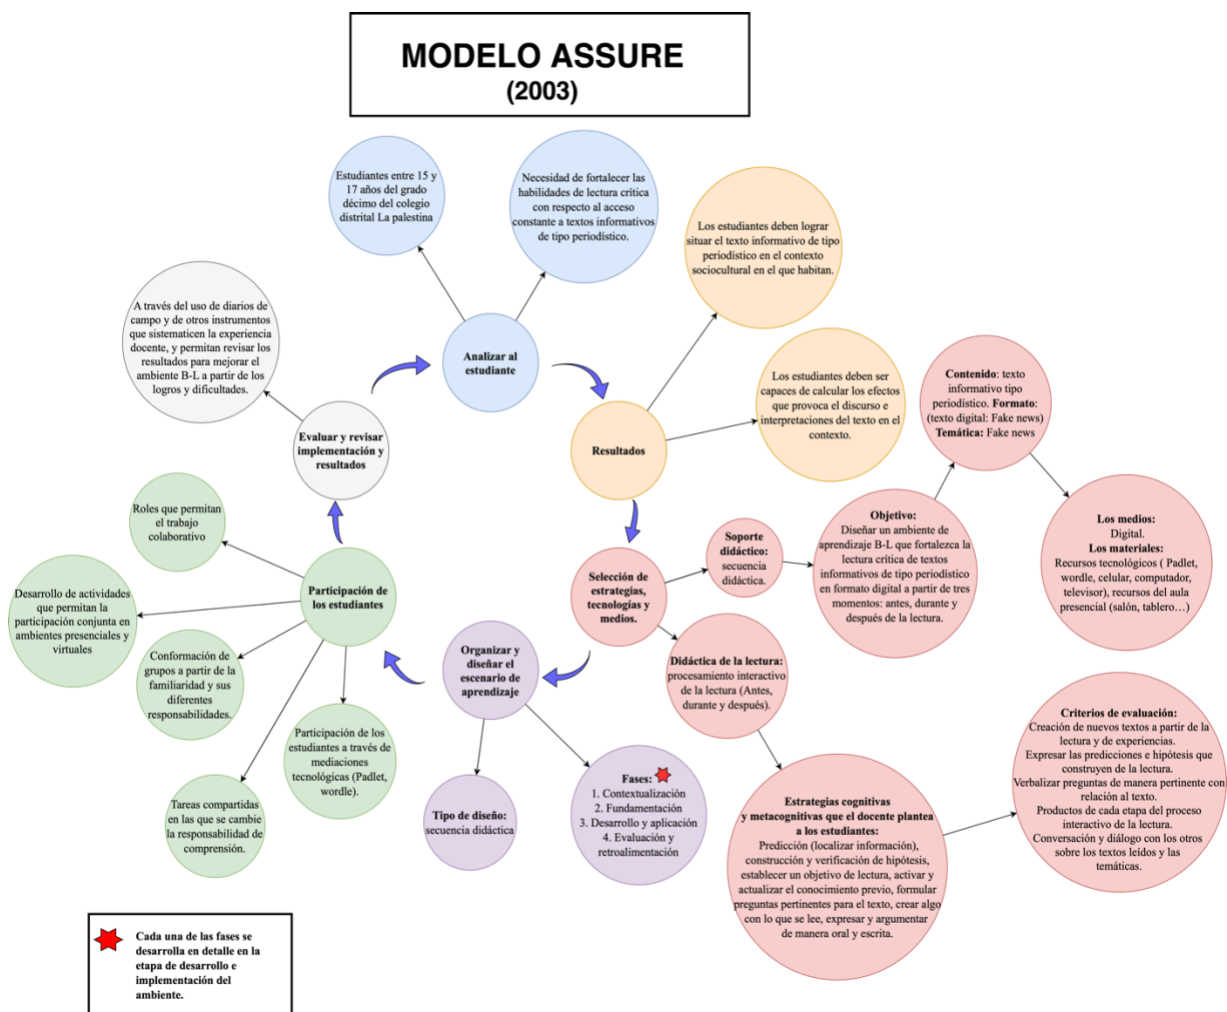 MODELO ASSURE
(2003)
Estudiantes entre 15 y
17 años del grado
décimo del colegio
distrital La palestina
Necesidad de fortalecer las
habilidades de lectura crítica
con respecto al acceso
constante a textos informativos
de tipo periodístico.
Los estudiantes deben lograr
situar el texto informativo de tipo
periodístico en el contexto
sociocultural en el que habitan.
A través del uso de diarios de
campo y de otros instrumentos
que sistematicen la experiencia
docente, y permitan revisar los
resultados para mejorar el
ambiente B-L a partir de los
logros y dificultades.
Analizar al
estudiante
Los estudiantes deben ser
capaces de calcular los efectos
que provoca el discurso e
interpretaciones del texto en el
contexto.
Contenido: texto
informativo tipo
periodístico. Formato:
(texto digital: Fake news)
Temática: Fake news
Evaluar y revisar
implementación y
resultados
Resultados
Roles que permitan
el trabajo
colaborativo
Soporte
didáctico:
secuencia
didáctica.
Objetivo:
Diseñar un ambiente de
aprendizaje B-L que fortalezca la
lectura crítica de textos
informativos de tipo periodístico
en formato digital a partir de tres
momentos: antes, durante y
después de la lectura.
Los medios:
Digital.
Los materiales:
Recursos tecnológicos ( Padlet,
wordle, celular, computador,
televisor), recursos del aula
presencial (salón, tablero…)
Participación de
los estudiantes
Selección de
estrategias,
tecnologías y
medios.
Desarrollo de actividades
que permitan la
participación conjunta en
ambientes presenciales y
virtuales
Organizar y
diseñar el
escenario de
aprendizaje
Didáctica de la lectura:
procesamiento interactivo
de la lectura (Antes,
durante y después).
Conformación de
grupos a partir de la
familiaridad y sus
diferentes
responsabilidades.
Participación de los
estudiantes a través de
mediaciones
tecnológicas (Padlet,
wordle).
Tareas compartidas
en las que se cambie
la responsabilidad de
comprensión.
Tipo de diseño:
secuencia didáctica
Fases:
1. Contextualización
2. Fundamentación
3. Desarrollo y aplicación
4. Evaluación y
retroalimentación
Estrategias cognitivas
y metacognitivas que el docente plantea
a los estudiantes:
Predicción (localizar información),
construcción y verificación de hipótesis,
establecer un objetivo de lectura, activar y
actualizar el conocimiento previo, formular
preguntas pertinentes para el texto, crear algo
con lo que se lee, expresar y argumentar
de manera oral y escrita.
Criterios de evaluación:
Creación de nuevos textos a partir de la
lectura y de experiencias.
Expresar las predicciones e hipótesis que
construyen de la lectura.
Verbalizar preguntas de manera pertinente con
relación al texto.
Productos de cada etapa del proceso
interactivo de la lectura.
Conversación y diálogo con los otros
sobre los textos leídos y las
temáticas.
Cada una de las fases se
desarrolla en detalle en la
etapa de desarrollo e
implementación del
ambiente.